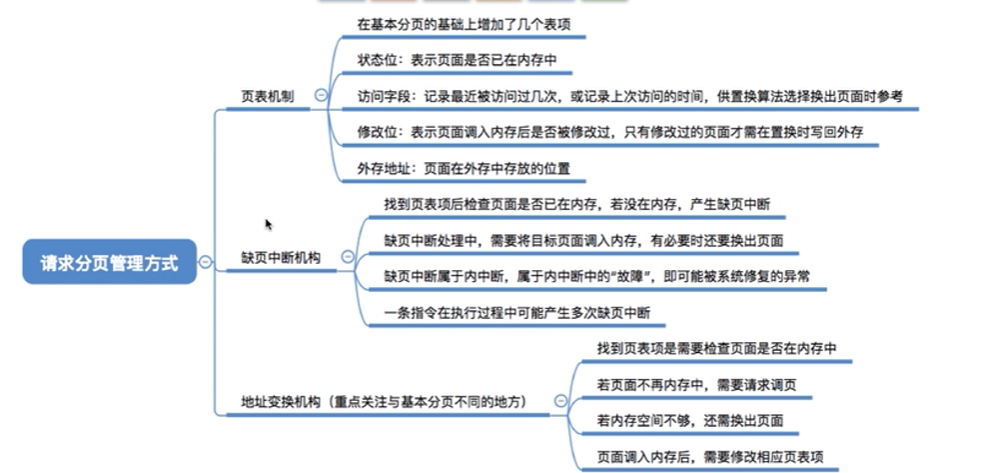 请求分页管理方式
页表机制
在基本分页的基础上增加了几个表项
状态位：表示页面是否已在内存中
访问字段：记录最近被访问过几次，或记录上次访问的时间，供置换算法选择换出页面时参考
修改位：表示页面调入内存后是否被修改过，只有修改过的页面才需在置换时写回外存
外存地址：页面在外存中存放的位置
缺页中断机构
找到页表项后检查页面是否已在内存，若没在内存，产生缺页中断
缺页中断处理中，需要将目标页面调入内存，有必要时还要换出页面
缺页中断属于内中断，属于内中断中的“故障”，即可能被系统修复的异常
一条指令在执行过程中可能产生多次缺页中断
地址变换机构（重点关注与基本分页不同的地方）
找到页表项是需要检查页面是否在内存中
若页面不再内存中，需要请求调页
若内存空间不够，还需换出页面
页面调入内存后，需要修改相应页表项